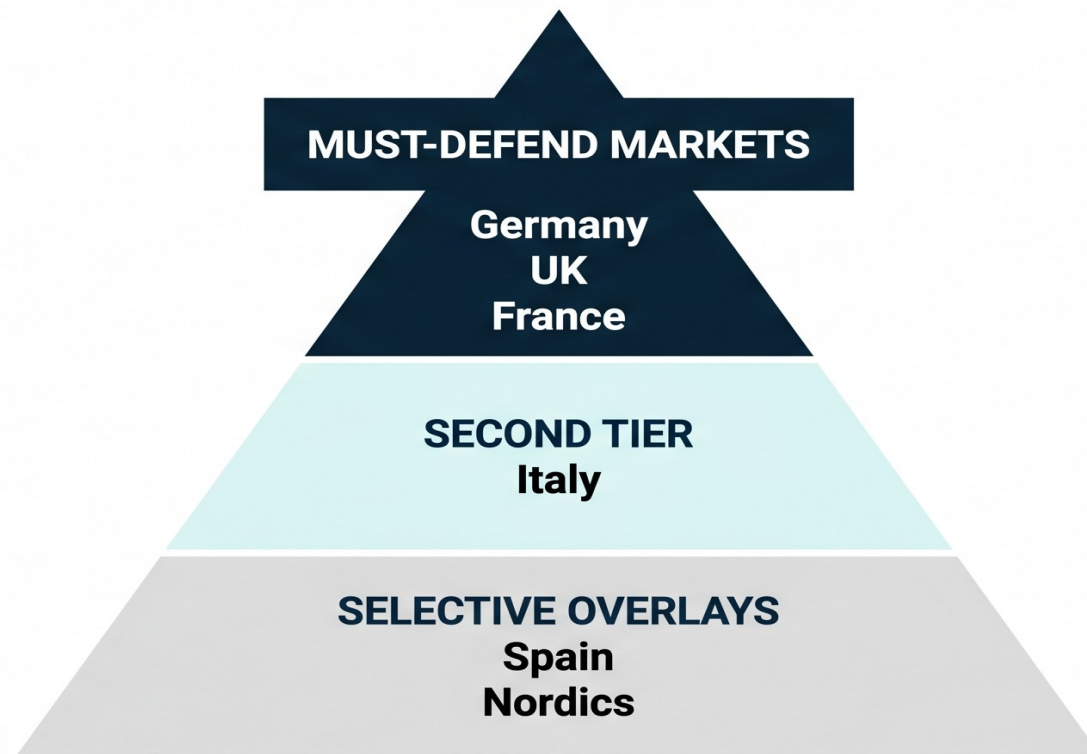 MUST-DEFEND MARKETS
Germany
UK
France
SECOND TIER
Italy
SELECTIVE OVERLAYS
Spain
Nordics